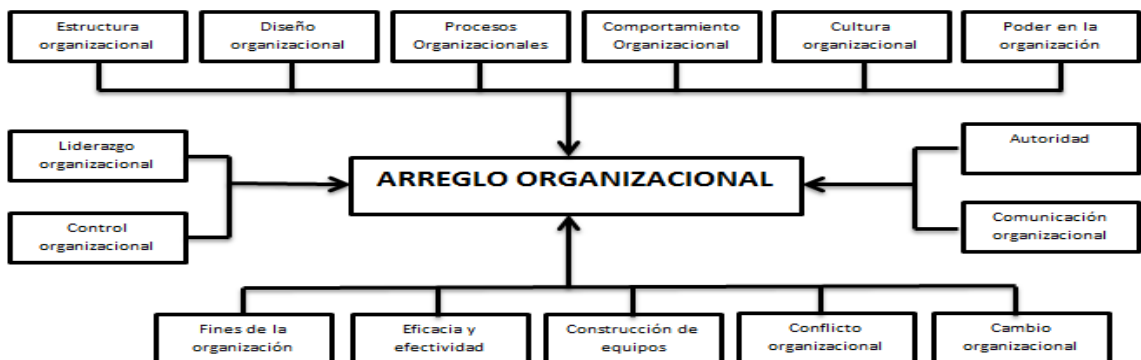 Estructura
organizacional
Diseño
organizacional
Procesos
Organizacionales
Comportamiento
Organizacional
Cultura
organizacional
Poder en la
organización
Liderazgo
organizacional
Control
organizacional
ARREGLO ORGANIZACIONAL
Autoridad
Comunicación
organizacional
Fines de la
organización
Eficacia y
efectividad
Construcción de
equipos
Conflicto
organizacional
Cambio
organizacional